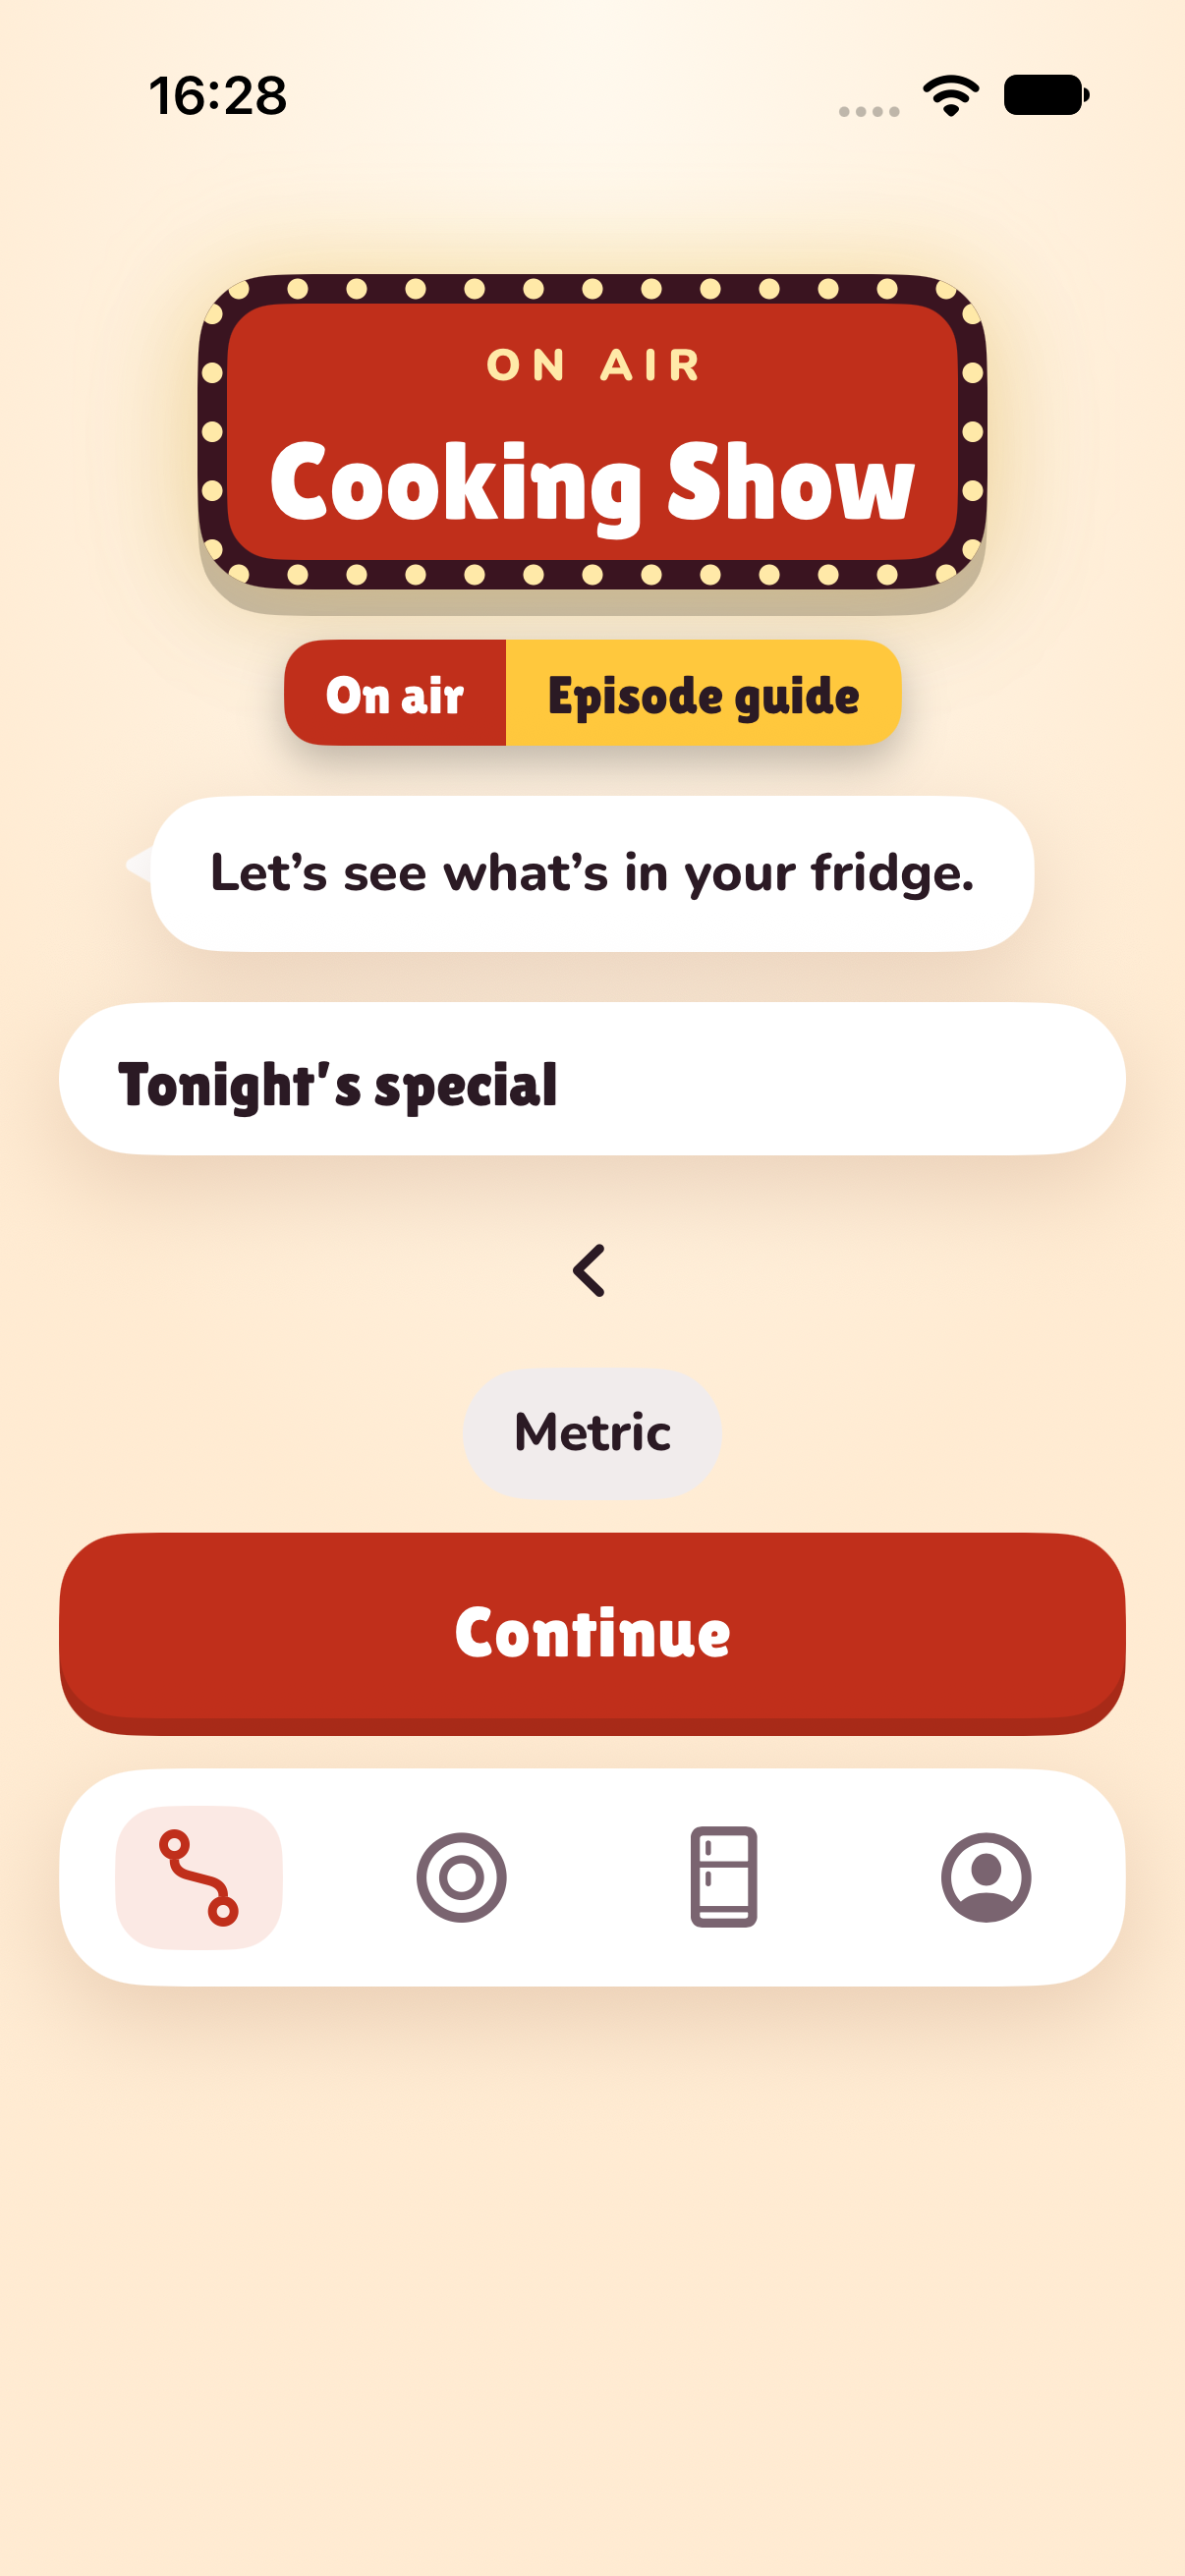 16:28
ON AIR
Cooking Show
On air
Episode guide
Let’s see what’s in your fridge.
Tonight's special
Metric
Continue